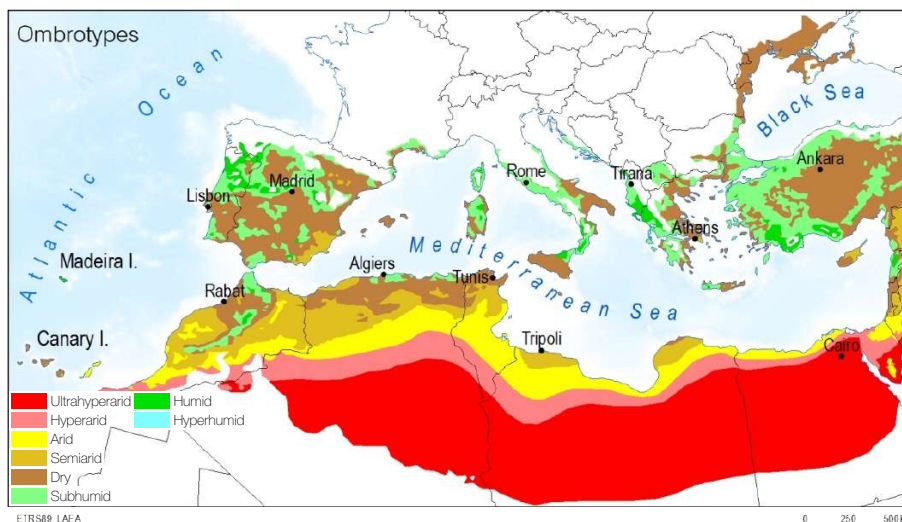 Ombrotypes
Atlantic Ocean
Black Sea
Ankara
Madrid
Rome
Tirana
Lisbon
Athens
Mediterranean Sea
Madeira I.
Algiers
Tunis
Rabat
Canary I.
Tripoli
Cairo
Ultrahyperarid
Humid
Hyperarid
Hyperhumid
Arid
Semiarid
Dry
Subhumid
ETRS89 LAEA
0 250 500